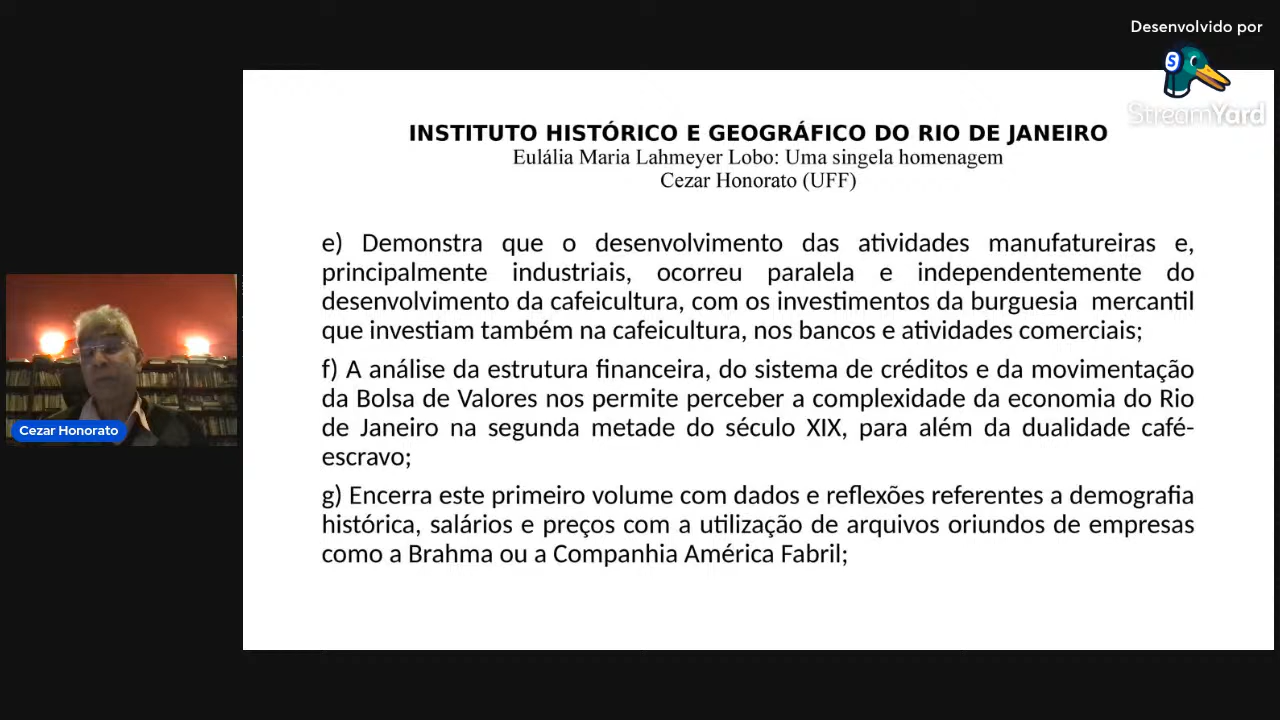 Desenvolvido por
S
StreamYard
INSTITUTO HISTÓRICO E GEOGRÁFICO DO RIO DE JANEIRO
Eulália Maria Lahmeyer Lobo: Uma singela homenagem
Cezar Honorato (UFF)
e) Demonstra que o desenvolvimento das atividades manufatureiras e,
principalmente industriais, ocorreu paralela e independentemente do
desenvolvimento da cafeicultura, com os investimentos da burguesia mercantil
que investiam também na cafeicultura, nos bancos e atividades comerciais;
f) A análise da estrutura financeira, do sistema de créditos e da movimentação
da Bolsa de Valores nos permite perceber a complexidade da economia do Rio
de Janeiro na segunda metade do século XIX, para além da dualidade café-
escravo;
g) Encerra este primeiro volume com dados e reflexões referentes a demografia
histórica, salários e preços com a utilização de arquivos oriundos de empresas
como a Brahma ou a Companhia América Fabril;
Cezar Honorato